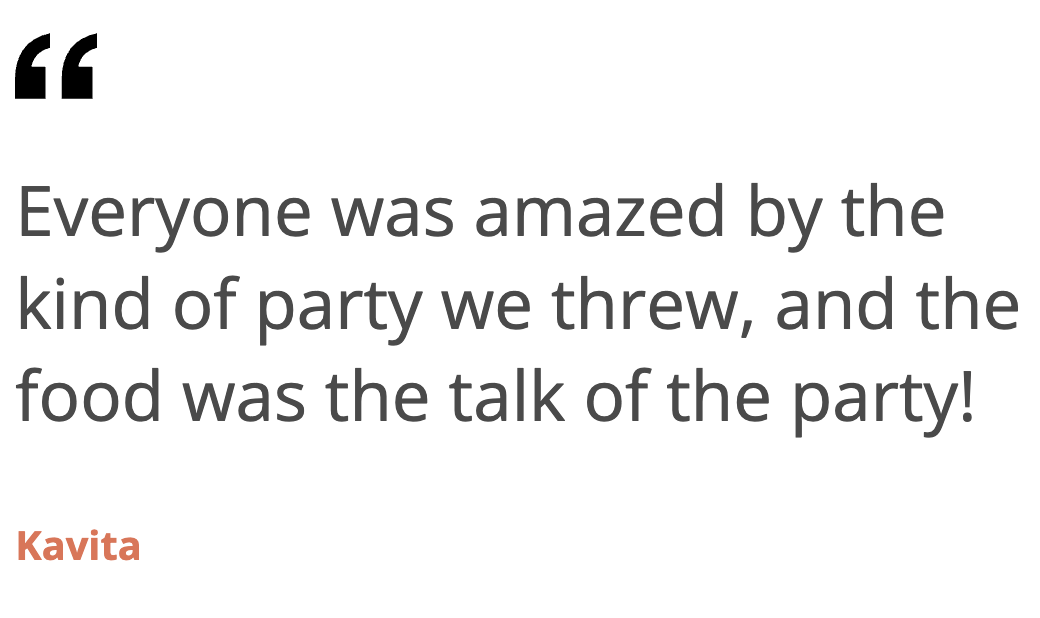 “
Everyone was amazed by the
kind of party we threw, and the
food was the talk of the party!
Kavita